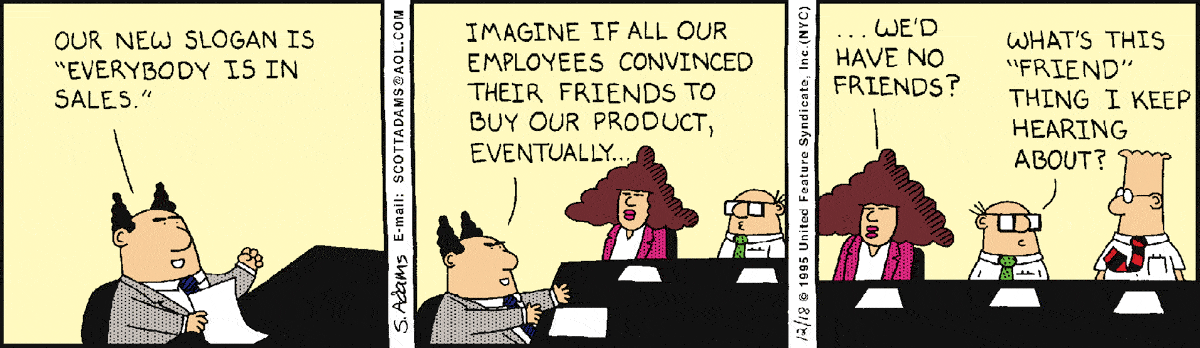 OUR NEW SLOGAN IS
"EVERYBODY IS IN
SALES."
S. Adams E-mail: SCOTTADAMS@AOL.COM
IMAGINE IF ALL OUR
EMPLOYEES CONVINCED
THEIR FRIENDS TO
BUY OUR PRODUCT,
EVENTUALLY...
12/18 © 1995 United Feature Syndicate, Inc.(NYC)
...WE'D
HAVE NO
FRIENDS?
WHAT'S THIS
"FRIEND"
THING I KEEP
HEARING
ABOUT?